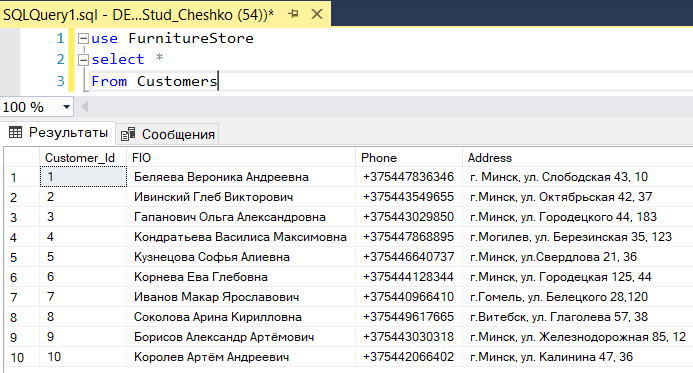 SQLQuery1.sql - DE...Stud_Cheshko (54))*
1 use FurnitureStore
2 select *
3 From Customers
100 %
Результаты Сообщения
Customer_Id FIO Phone Address
1 1 Беляева Вероника Андреевна +375447836346 г. Минск, ул. Слободская 43, 10
2 2 Ивинский Глеб Викторович +375443549655 г.Минск, ул. Октябрьская 42, 37
3 3 Гапанович Ольга Александровна +375443029850 г.Минск, ул. Городецкого 44, 183
4 4 Кондратьева Василиса Максимовна +375447868895 г.Могилев, ул. Березинская 35, 123
5 5 Кузнецова Софья Алиевна +375446640737 г.Минск, ул.Свердлова 21, 36
6 6 Корнева Ева Глебовна +375444128344 г.Минск, ул. Городецкая 125, 44
7 7 Иванов Макар Ярославович +375440966410 г.Гомель, ул. Белецкого 28,120
8 8 Соколова Арина Кирилловна +375449617665 г.Витебск, ул. Глаголева 57, 38
9 9 Борисов Александр Артёмович +375443030318 г.Минск, ул. Железнодорожная 85, 12
10 10 Королев Артём Андреевич +375442066402 г.Минск, ул. Калинина 47, 36